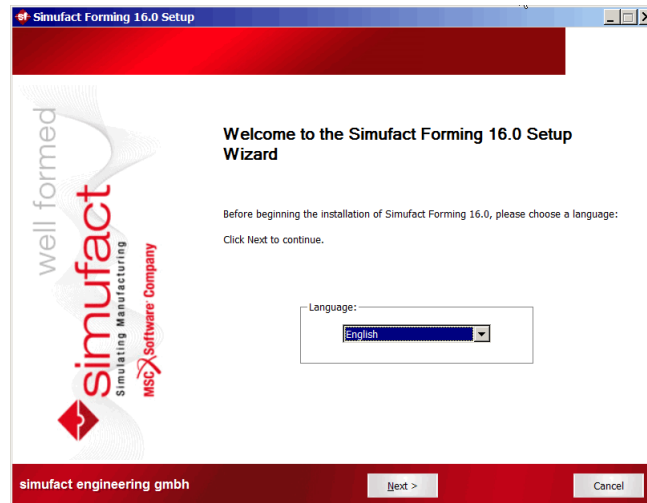 Simufact Forming 16.0 Setup
well formed
simufact
Simulating Manufacturing
MSC Software Company
Welcome to the Simufact Forming 16.0 Setup
Wizard
Before beginning the installation of Simufact Forming 16.0, please choose a language:
Click Next to continue.
Language:
English
simufact engineering gmbh
Next >
Cancel